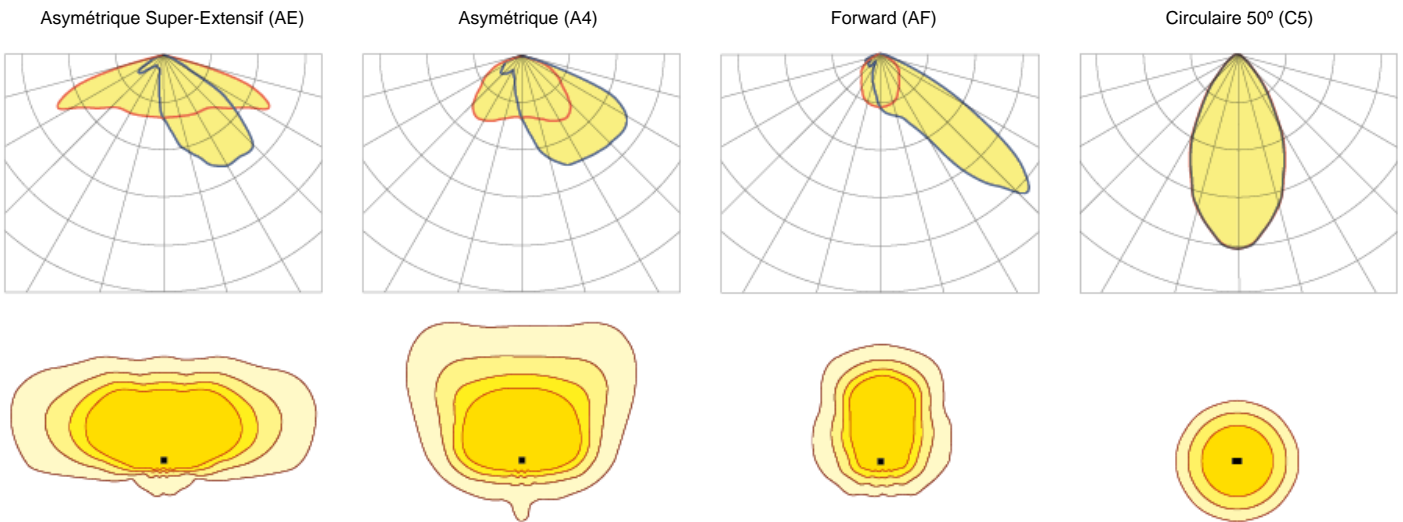 Asymétrique Super-Extensif (AE)
Asymétrique (A4)
Forward (AF)
Circulaire 50º (C5)